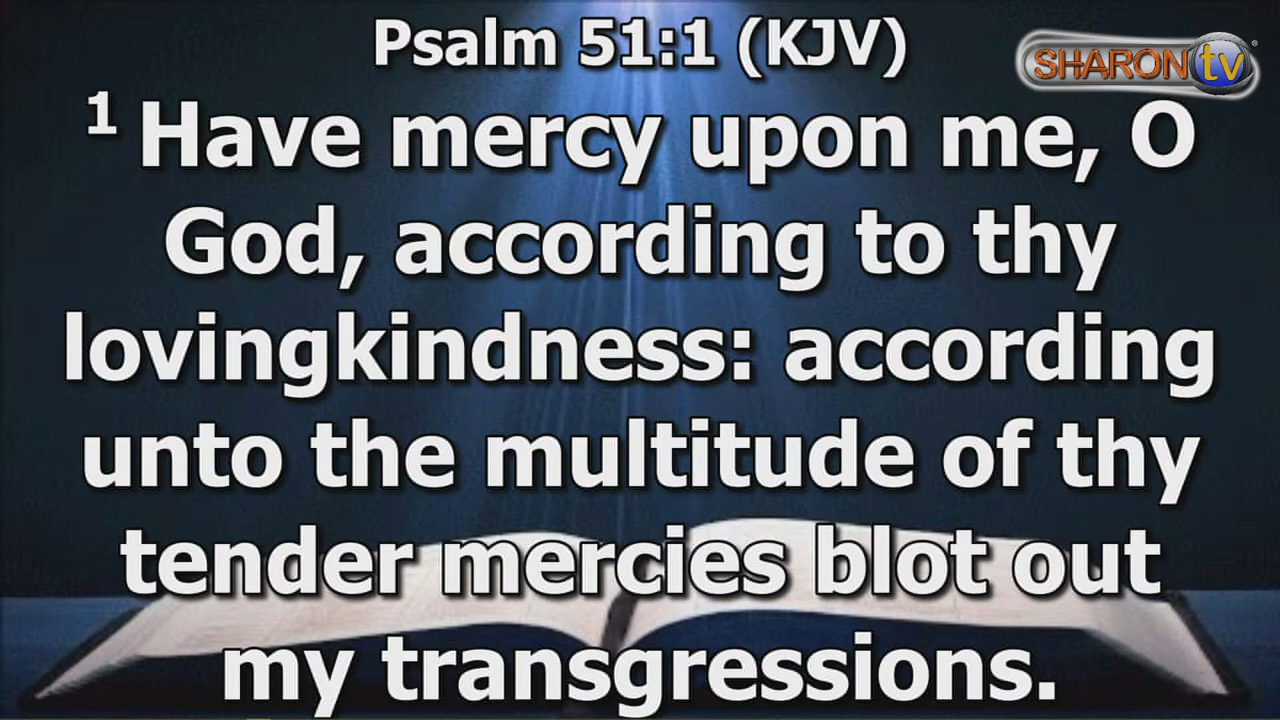 Psalm 51:1 (KJV)
SHARON tv®
1 Have mercy upon me, O
God, according to thy
lovingkindness: according
unto the multitude of thy
tender mercies blot out
my transgressions.